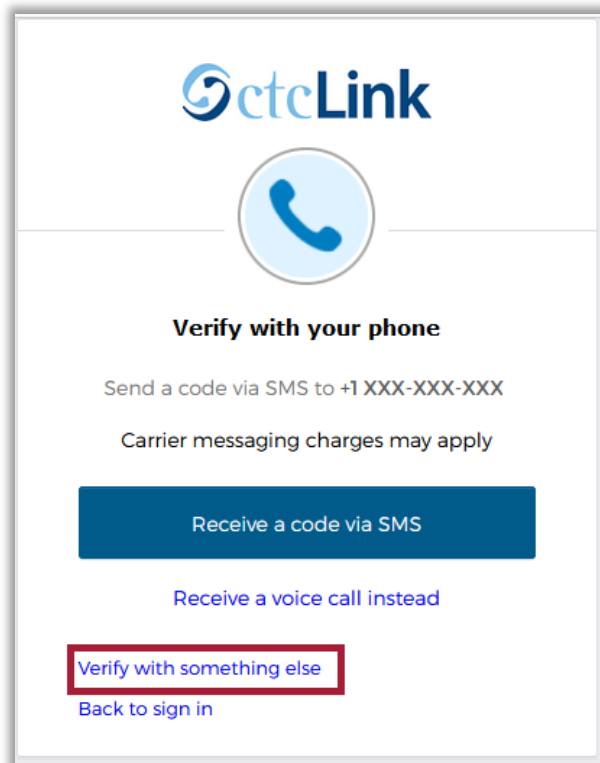 ctcLink
Verify with your phone
Send a code via SMS to +1 XXX-XXX-XXX
Carrier messaging charges may apply
Receive a code via SMS
Receive a voice call instead
Verify with something else
Back to sign in